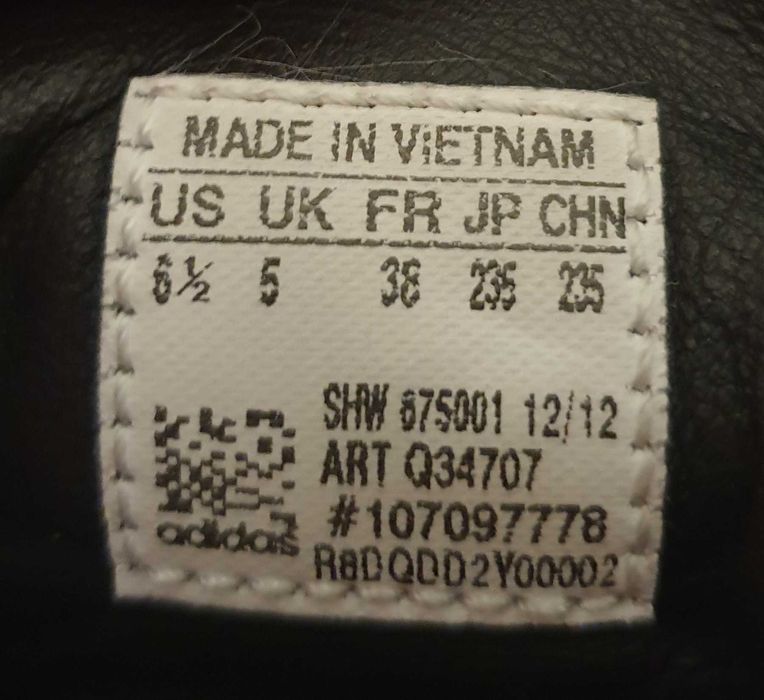 MADE IN VIETNAM
US UK FR JP CHN
6½ 5 38 235 235
SHW 675001 12/12
ART Q34707
#107097778
adidas
R8DQDD2Y00002